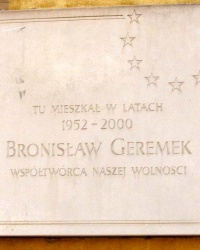 TU MIESZKAŁ W LATACH
1952-2000
BRONISŁAW GEREMEK
WSPÓŁTWÓRCA NASZEJ WOLNOŚCI